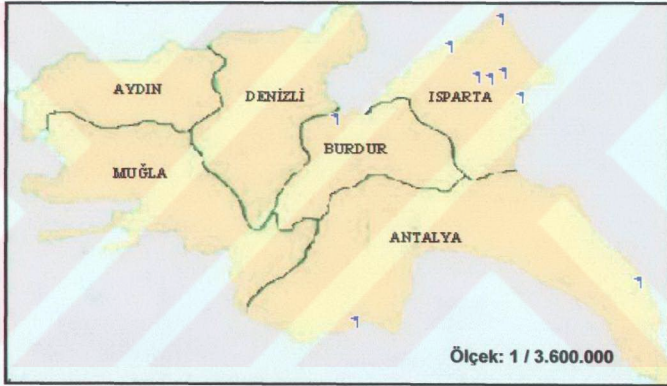 AYDIN
DENİZLİ
ISPARTA
BURDUR
MUĞLA
ANTALYA
Ölçek: 1 / 3.600.000